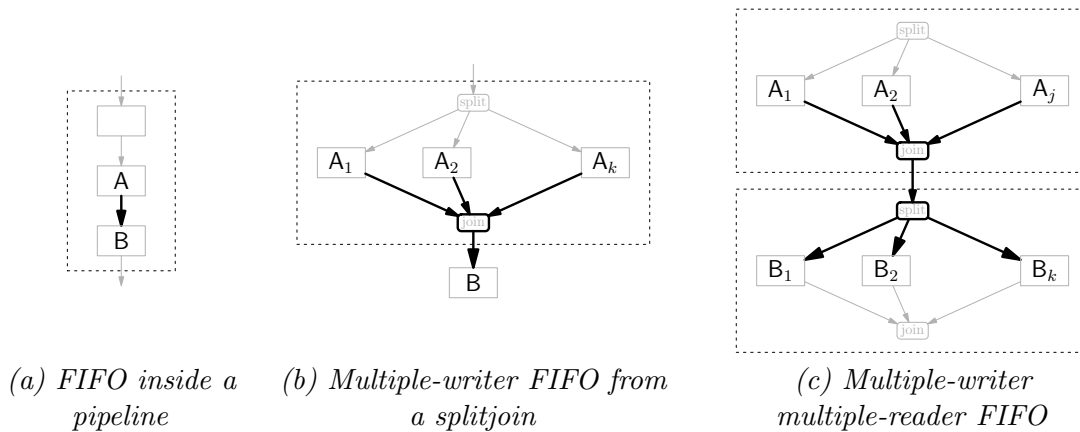 A
B
(a) FIFO inside a
pipeline
split
A₁
A₂
Aₖ
join
B
(b) Multiple-writer FIFO from
a splitjoin
split
A₁
A₂
Aⱼ
join
split
B₁
B₂
Bₖ
join
(c) Multiple-writer
multiple-reader FIFO